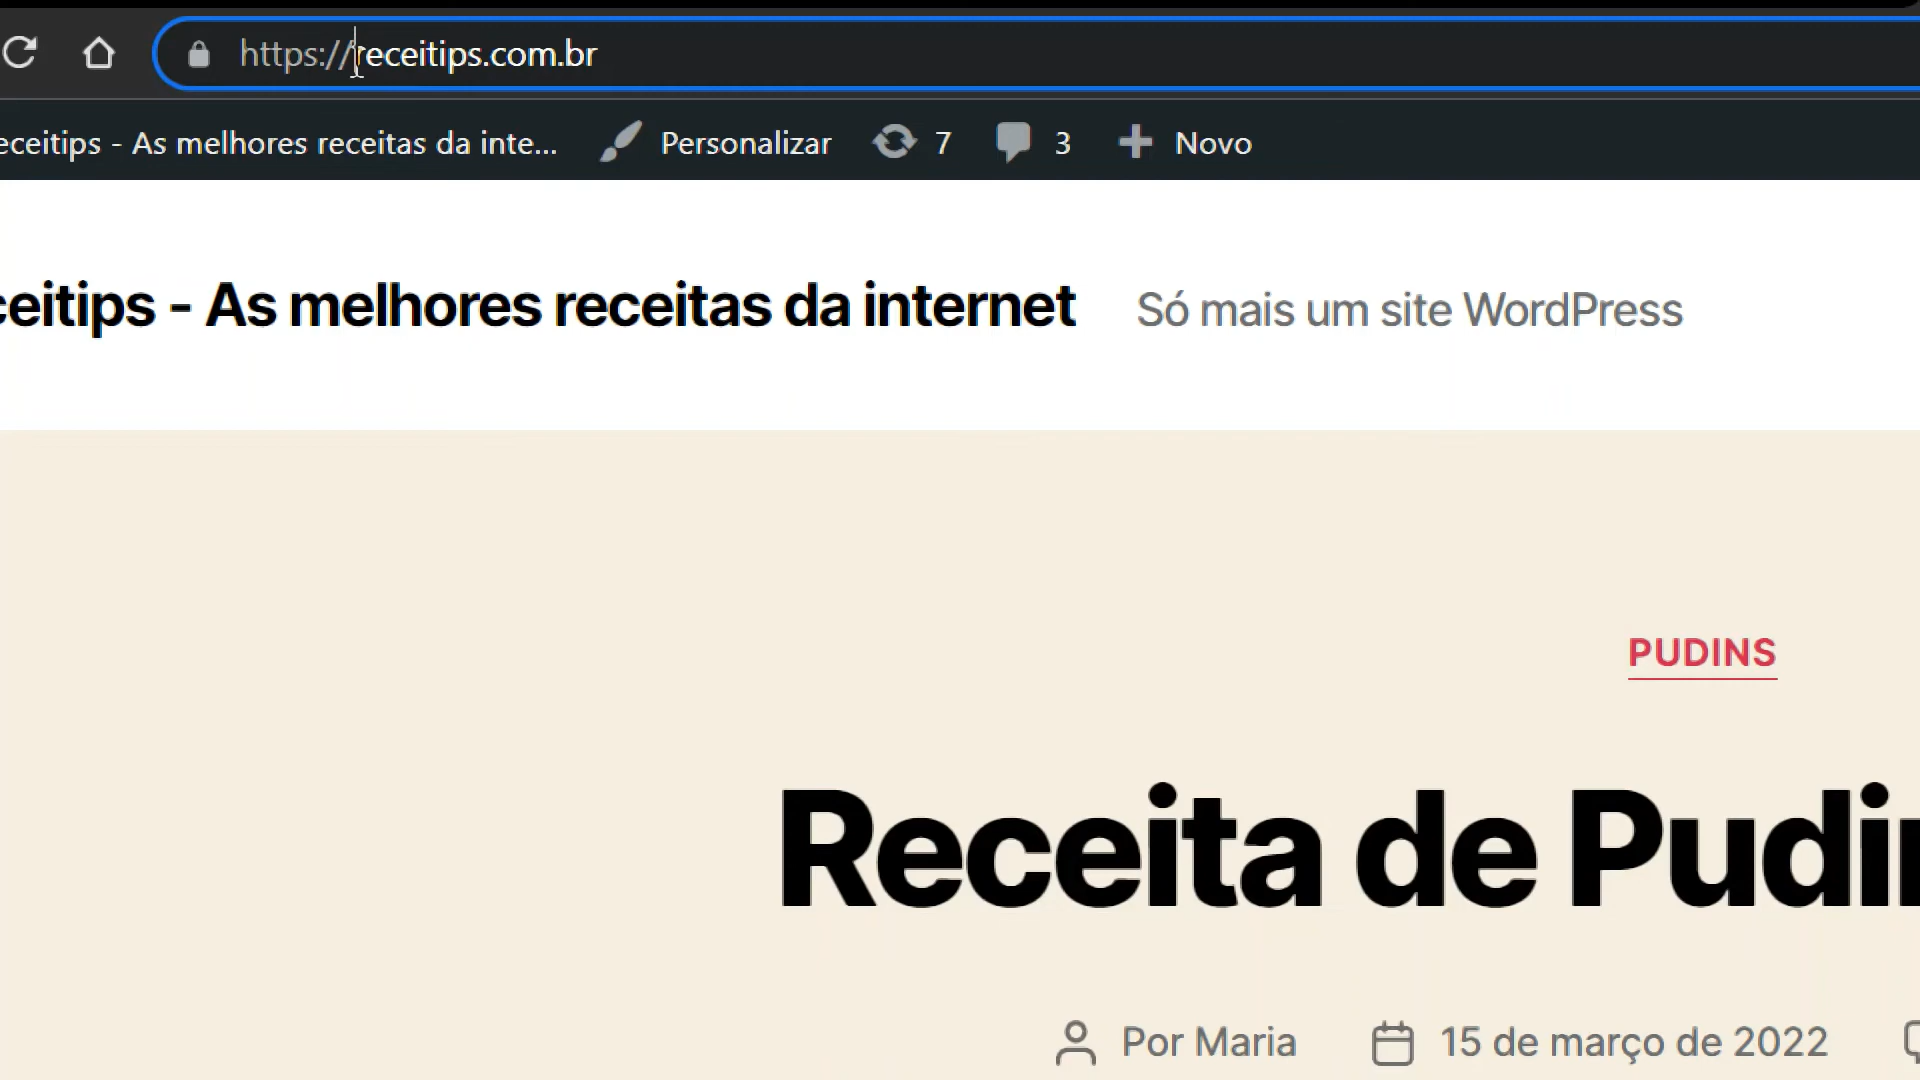 https://receitips.com.br
eceitips - As melhores receitas da inte... Personalizar 7 3 Novo
ceitips - As melhores receitas da internet Só mais um site WordPress
PUDINS
Receita de Pudin
Por Maria 15 de março de 2022